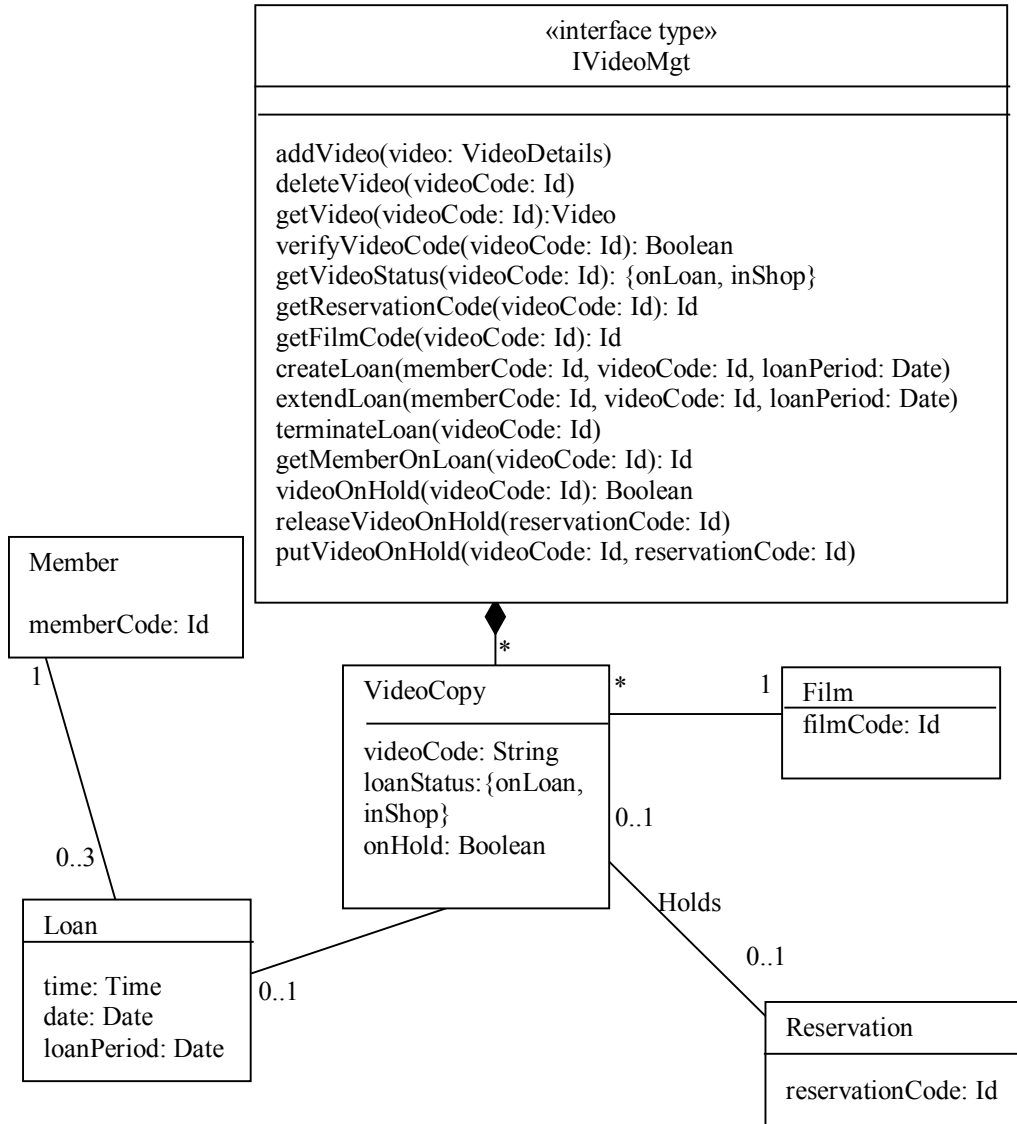 «interface type»
IVideoMgt
addVideo(video: VideoDetails)
deleteVideo(videoCode: Id)
getVideo(videoCode: Id):Video
verifyVideoCode(videoCode: Id): Boolean
getVideoStatus(videoCode: Id): {onLoan, inShop}
getReservationCode(videoCode: Id): Id
getFilmCode(videoCode: Id): Id
createLoan(memberCode: Id, videoCode: Id, loanPeriod: Date)
extendLoan(memberCode: Id, videoCode: Id, loanPeriod: Date)
terminateLoan(videoCode: Id)
getMemberOnLoan(videoCode: Id): Id
videoOnHold(videoCode: Id): Boolean
releaseVideoOnHold(reservationCode: Id)
putVideoOnHold(videoCode: Id, reservationCode: Id)
Member
memberCode: Id
1
*
VideoCopy
videoCode: String
loanStatus:{onLoan,
inShop}
onHold: Boolean
*
1
Film
filmCode: Id
0..1
0..3
Holds
Loan
time: Time
date: Date
loanPeriod: Date
0..1
0..1
Reservation
reservationCode: Id